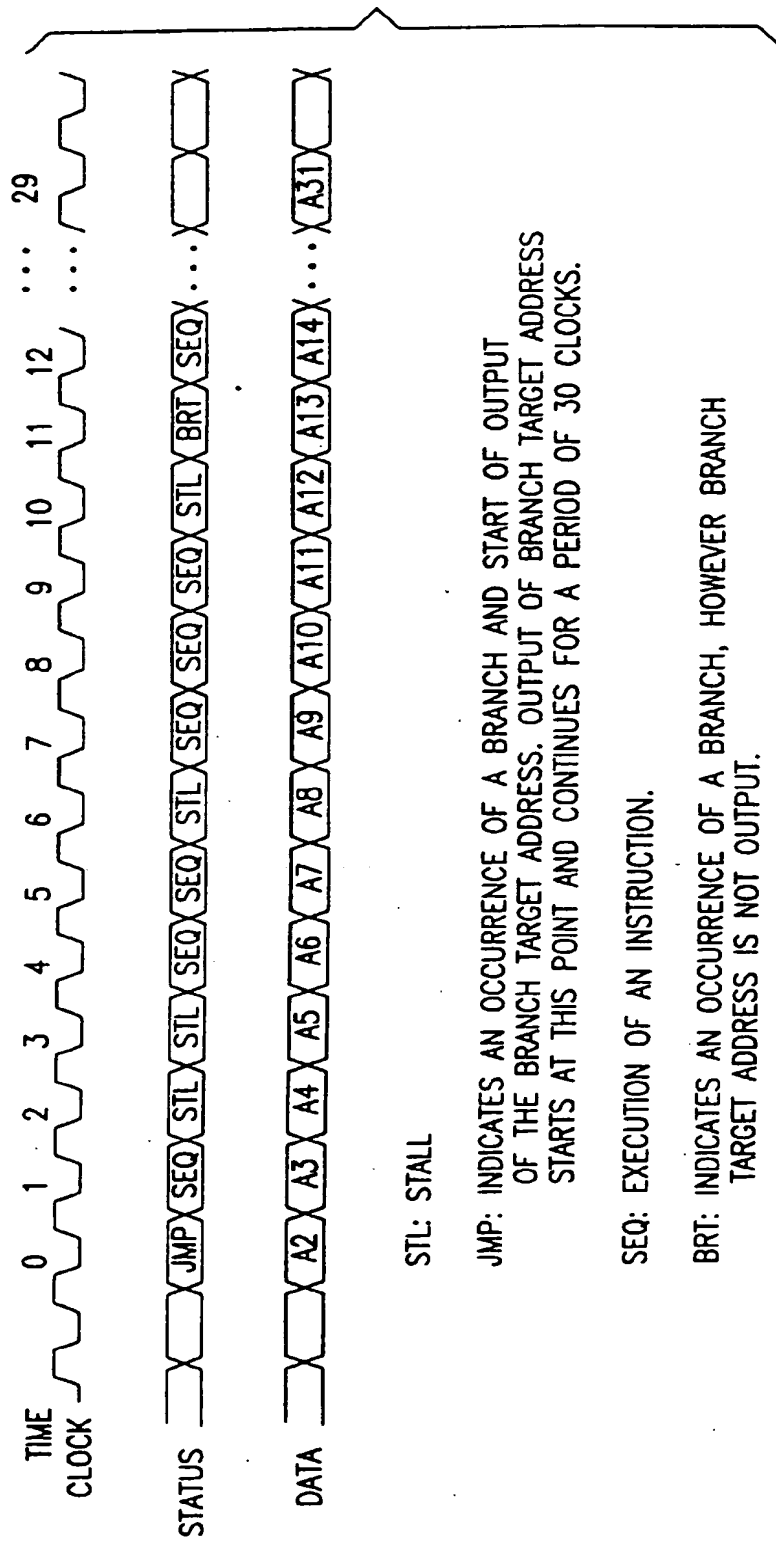 TIME 0 1 2 3 4 5 6 7 8 9 10 11 12 ... 29
CLOCK ...
STATUS JMP SEQ STL STL SEQ SEQ STL SEQ SEQ SEQ STL BRT SEQ ...
DATA A2 A3 A4 A5 A6 A7 A8 A9 A10 A11 A12 A13 A14 ... A31
STL: STALL
JMP: INDICATES AN OCCURRENCE OF A BRANCH AND START OF OUTPUT
OF THE BRANCH TARGET ADDRESS. OUTPUT OF BRANCH TARGET ADDRESS
STARTS AT THIS POINT AND CONTINUES FOR A PERIOD OF 30 CLOCKS.
SEQ: EXECUTION OF AN INSTRUCTION.
BRT: INDICATES AN OCCURRENCE OF A BRANCH, HOWEVER BRANCH
TARGET ADDRESS IS NOT OUTPUT.